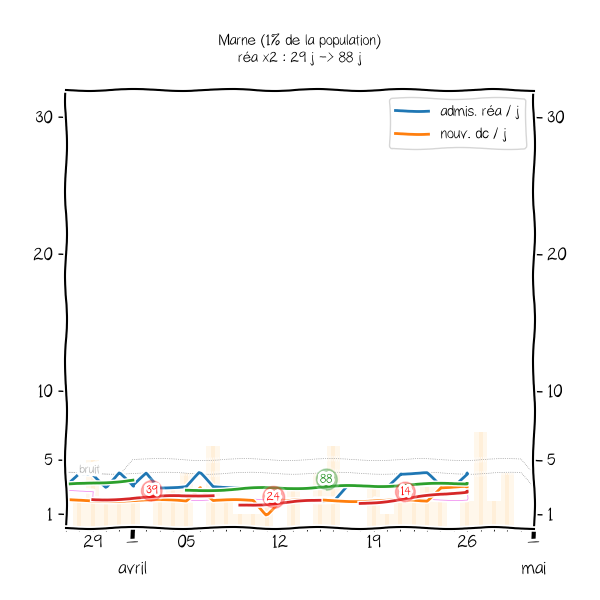 Marne (1% de la population)
réa x2 : 29 j -> 88 j
admis. réa / j
nouv. dc / j
30
30
20
20
10
10
5
5
bruit
88
39
24
14
1
1
29
05
12
19
26
avril
mai